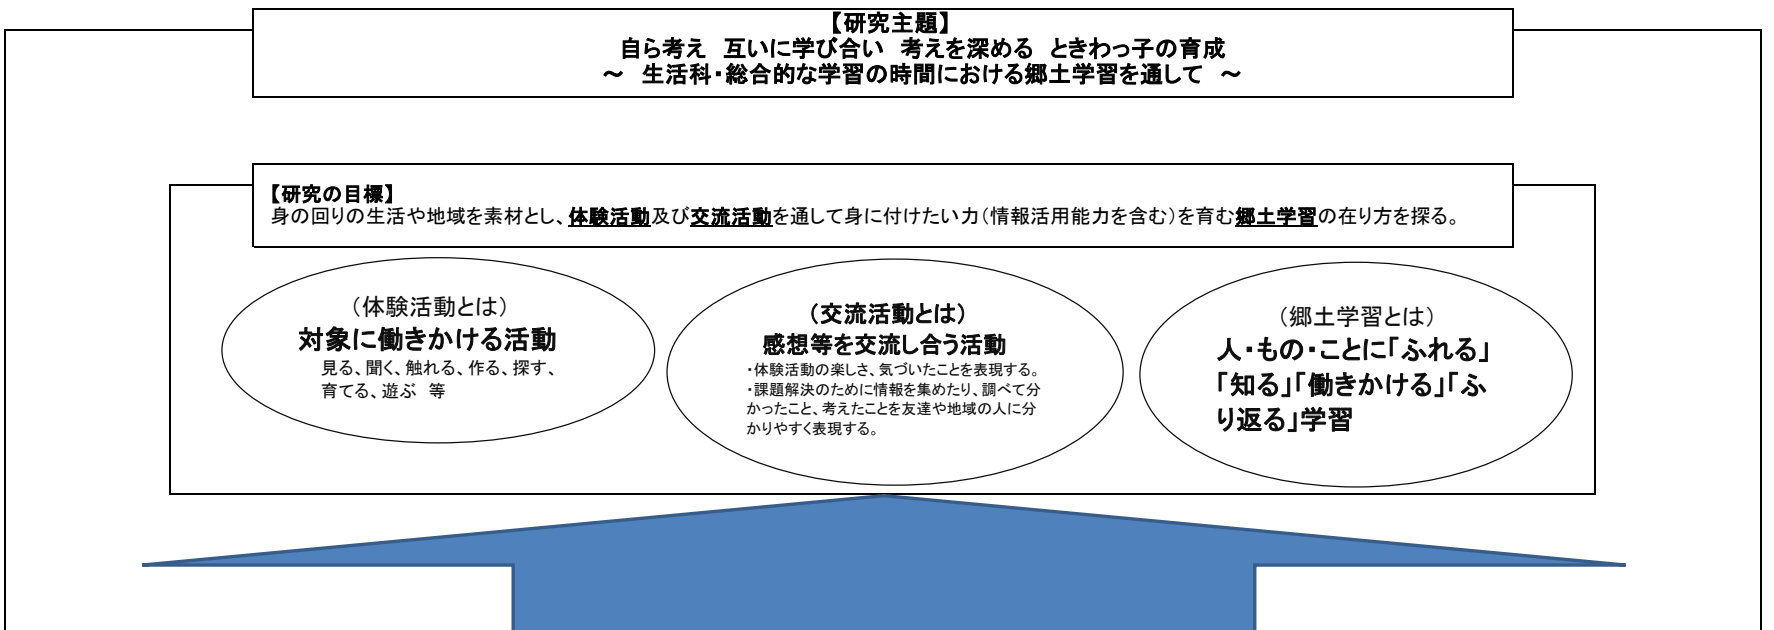 【研究主題】
自ら考え　互いに学び合い　考えを深める　ときわっ子の育成
～　生活科・総合的な学習の時間における郷土学習を通して　～
【研究の目標】
身の回りの生活や地域を素材とし、体験活動及び交流活動を通して身に付けたい力（情報活用能力を含む）を育む郷土学習の在り方を探る。
（体験活動とは）
対象に働きかける活動
見る、聞く、触れる、作る、探す、
育てる、遊ぶ　等
（交流活動とは）
感想等を交流し合う活動
・体験活動の楽しさ、気づいたことを表現する。
・課題解決のために情報を集めたり、調べて分
かったこと、考えたことを友達や地域の人に分
かりやすく表現する。
（郷土学習とは）
人・もの・ことに「ふれる」
「知る」「働きかける」「ふ
り返る」学習